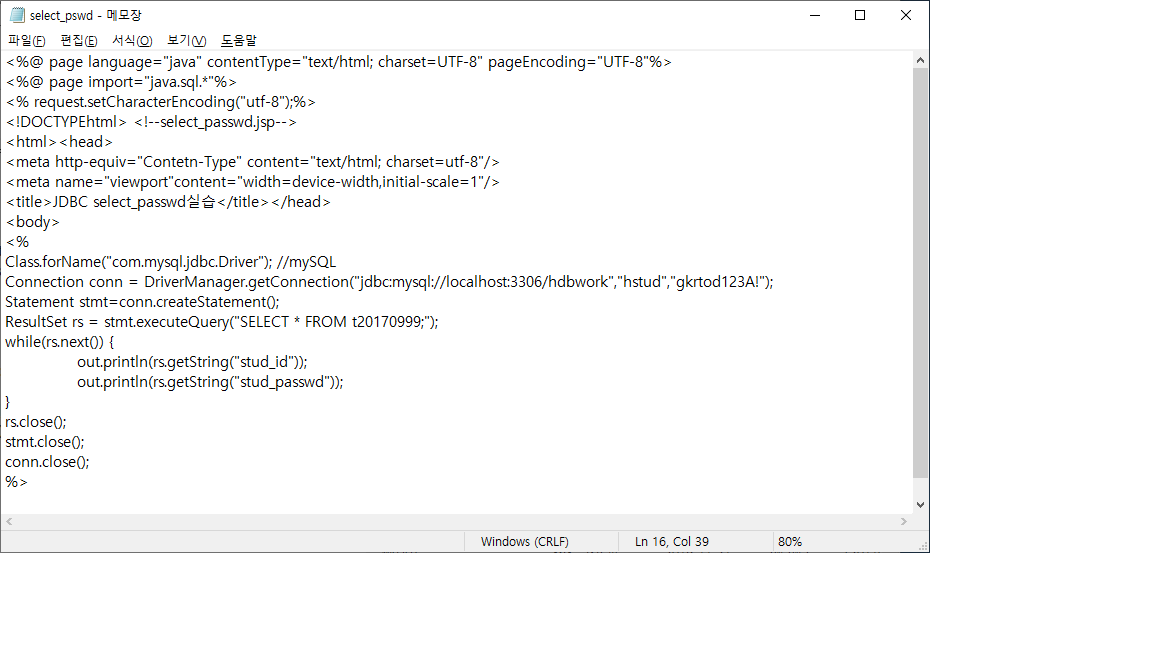 select_pswd - 메모장
파일(F) 편집(E) 서식(O) 보기(V) 도움말
<%@ page language="java" contentType="text/html; charset=UTF-8" pageEncoding="UTF-8"%>
<%@ page import="java.sql.*"%>
<% request.setCharacterEncoding("utf-8");%>
<!DOCTYPEhtml> <!--select_passwd.jsp-->
<html><head>
<meta http-equiv="Contetn-Type" content="text/html; charset=utf-8"/>
<meta name="viewport"content="width=device-width,initial-scale=1"/>
<title>JDBC select_passwd실습</title></head>
<body>
<%
Class.forName("com.mysql.jdbc.Driver"); //mySQL
Connection conn = DriverManager.getConnection("jdbc:mysql://localhost:3306/hdbwork","hstud","gkrtod123A!");
Statement stmt=conn.createStatement();
ResultSet rs = stmt.executeQuery("SELECT * FROM t20170999;");
while(rs.next()) {
out.println(rs.getString("stud_id"));
out.println(rs.getString("stud_passwd"));
}
rs.close();
stmt.close();
conn.close();
%>
Windows (CRLF) Ln 16, Col 39 80%